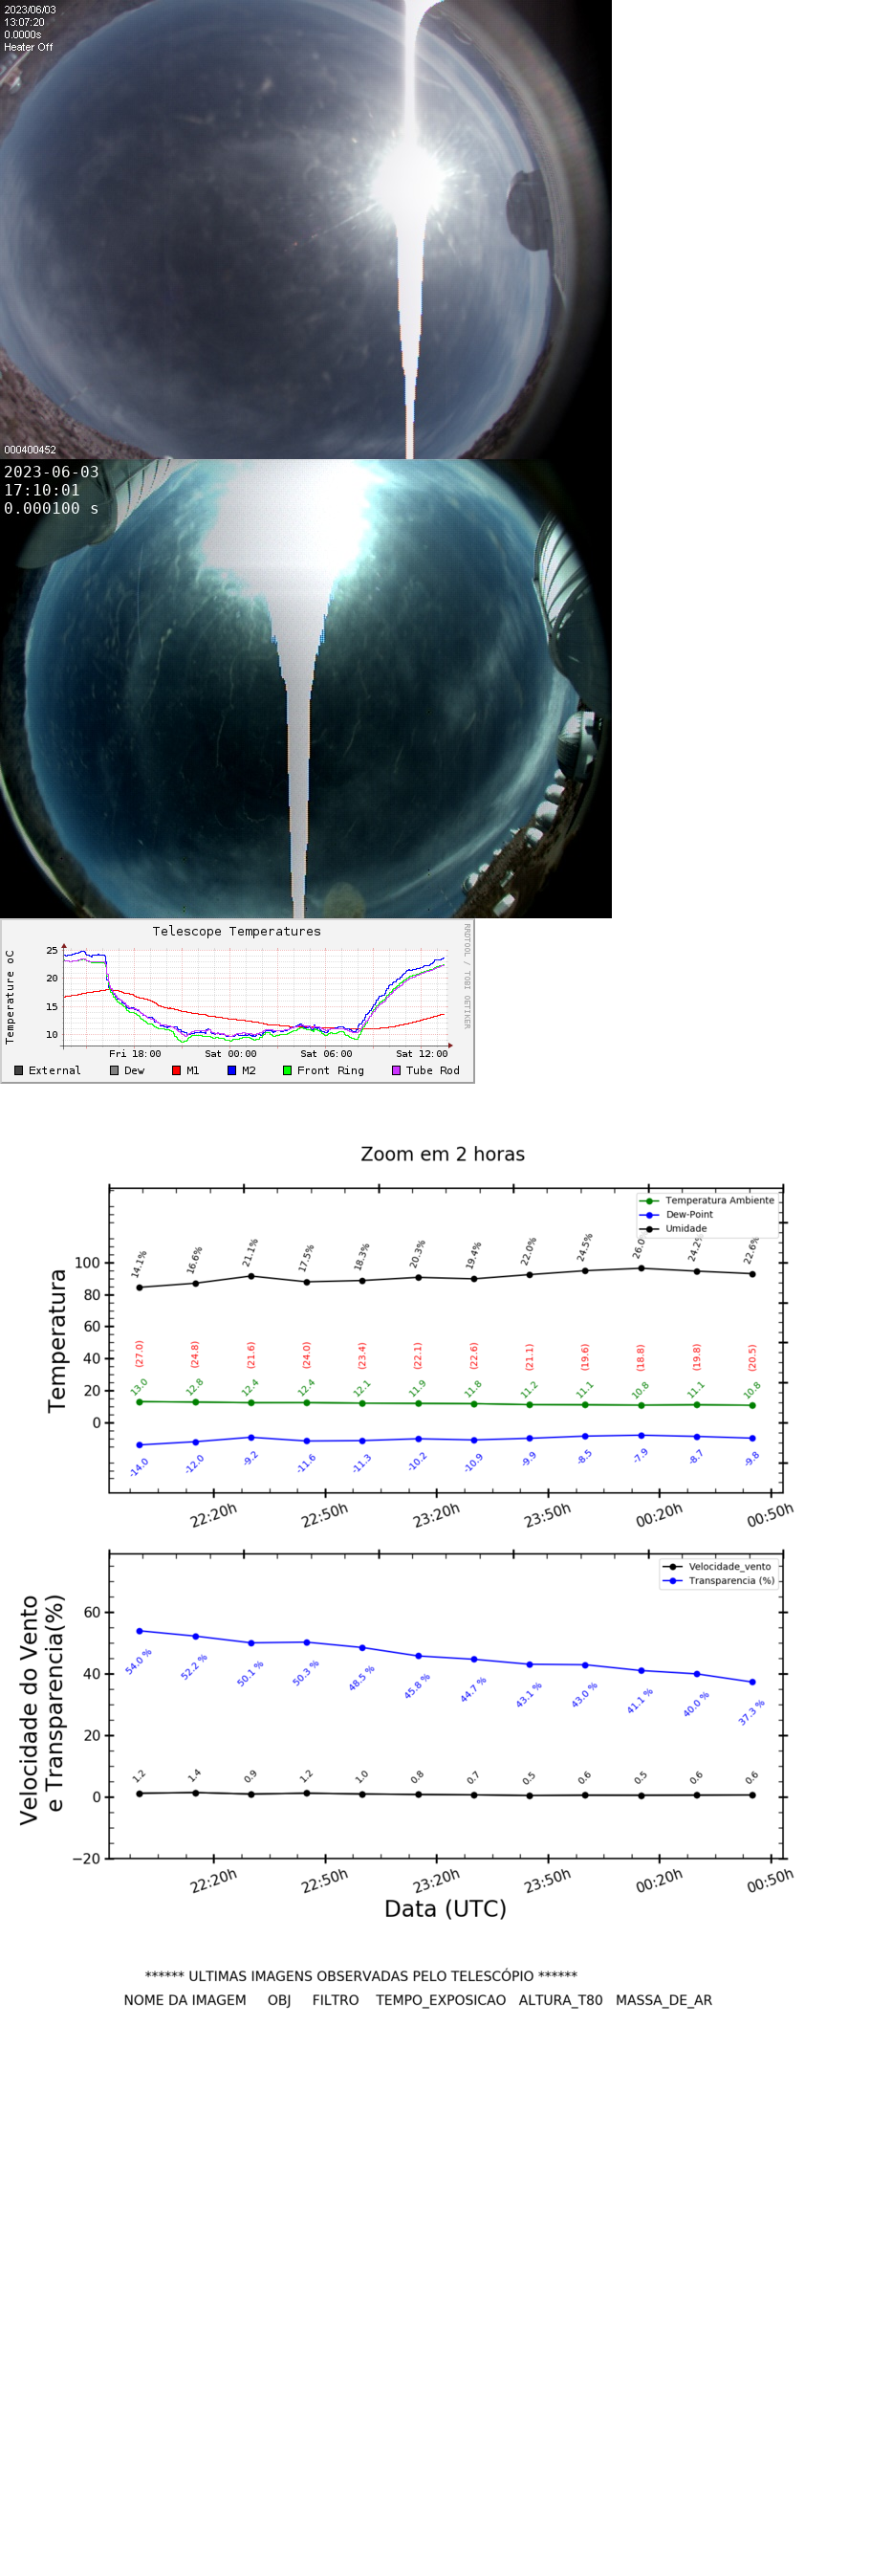 2023/06/03
13:07:20
0.0000s
Heater Off
000400452
2023-06-03
17:10:01
0.000100 s
Telescope Temperatures
RRDTOOL / TOBI OETIKER
Temperature oC
25
20
15
10
Fri 18:00 Sat 00:00 Sat 06:00 Sat 12:00
External Dew M1 M2 Front Ring Tube Rod
Zoom em 2 horas
Temperatura Ambiente
Dew-Point
Umidade
Temperatura
100
80
60
40
20
0
14.1% 16.6% 21.1% 17.5% 18.3% 20.3% 19.4% 22.0% 24.5% 26.0 24.2% 22.6%
(27.0) (24.8) (21.6) (24.0) (23.4) (22.1) (22.6) (21.1) (19.6) (18.8) (19.8) (20.5)
13.0 12.8 12.4 12.4 12.1 11.9 11.8 11.2 11.1 10.8 11.1 10.8
-14.0 -12.0 -9.2 -11.6 -11.3 -10.2 -10.9 -9.9 -8.5 -7.9 -8.7 -9.8
22:20h 22:50h 23:20h 23:50h 00:20h 00:50h
Velocidade_vento
Transparencia (%)
Velocidade do Vento
e Transparencia(%)
60
40
20
0
−20
54.0 % 52.2 % 50.1 % 50.3 % 48.5 % 45.8 % 44.7 % 43.1 % 43.0 % 41.1 % 40.0 % 37.3 %
1.2 1.4 0.9 1.2 1.0 0.8 0.7 0.5 0.6 0.5 0.6 0.6
22:20h 22:50h 23:20h 23:50h 00:20h 00:50h
Data (UTC)
****** ULTIMAS IMAGENS OBSERVADAS PELO TELESCÓPIO ******
NOME DA IMAGEM OBJ FILTRO TEMPO_EXPOSICAO ALTURA_T80 MASSA_DE_AR